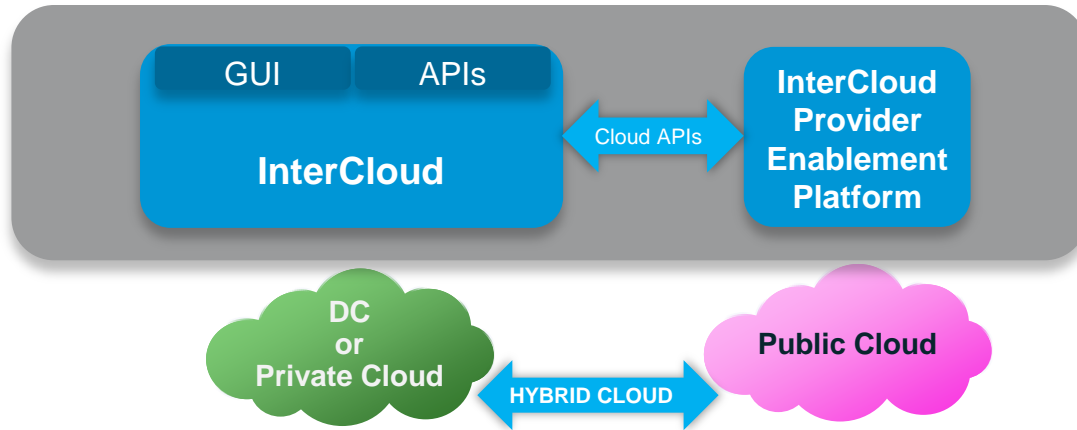 GUI
APIs
InterCloud
Cloud APIs
InterCloud
Provider
Enablement
Platform
DC
or
Private Cloud
HYBRID CLOUD
Public Cloud